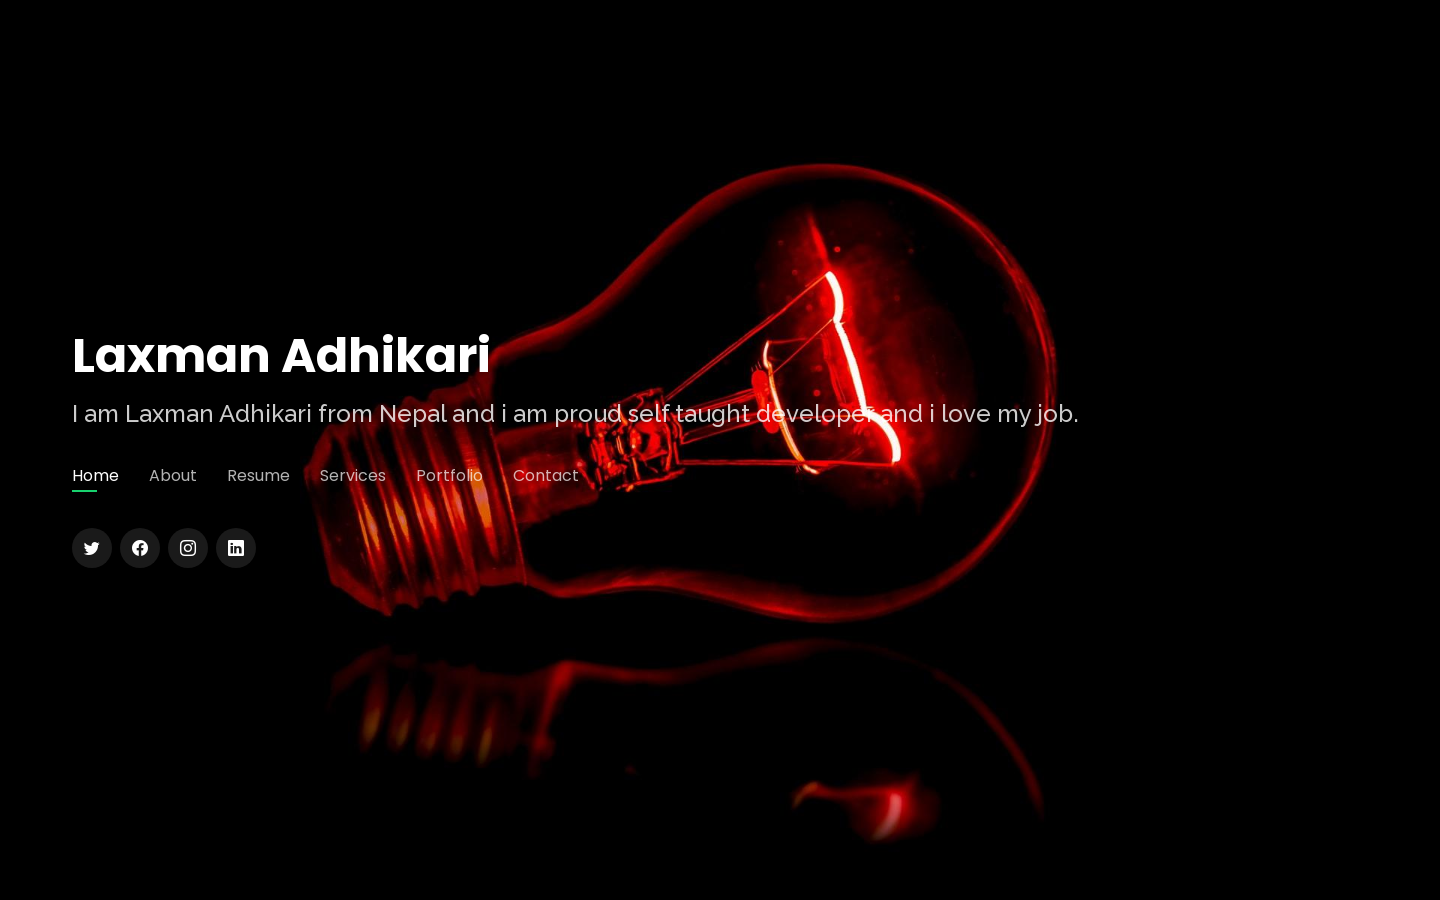 Laxman Adhikari
I am Laxman Adhikari from Nepal and i am proud self taught developer and i love my job.
Home About Resume Services Portfolio Contact